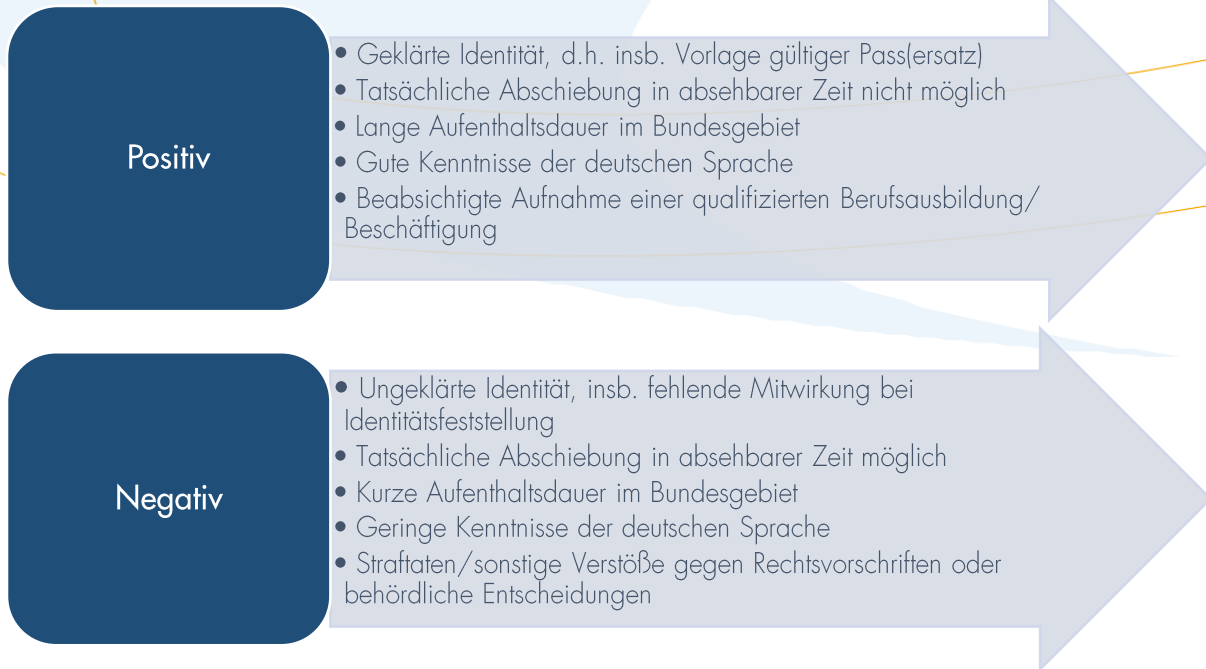 Positiv
• Geklärte Identität, d.h. insb. Vorlage gültiger Pass(ersatz)
• Tatsächliche Abschiebung in absehbarer Zeit nicht möglich
• Lange Aufenthaltsdauer im Bundesgebiet
• Gute Kenntnisse der deutschen Sprache
• Beabsichtigte Aufnahme einer qualifizierten Berufsausbildung/
Beschäftigung
Negativ
• Ungeklärte Identität, insb. fehlende Mitwirkung bei
Identitätsfeststellung
• Tatsächliche Abschiebung in absehbarer Zeit möglich
• Kurze Aufenthaltsdauer im Bundesgebiet
• Geringe Kenntnisse der deutschen Sprache
• Straftaten/sonstige Verstöße gegen Rechtsvorschriften oder
behördliche Entscheidungen